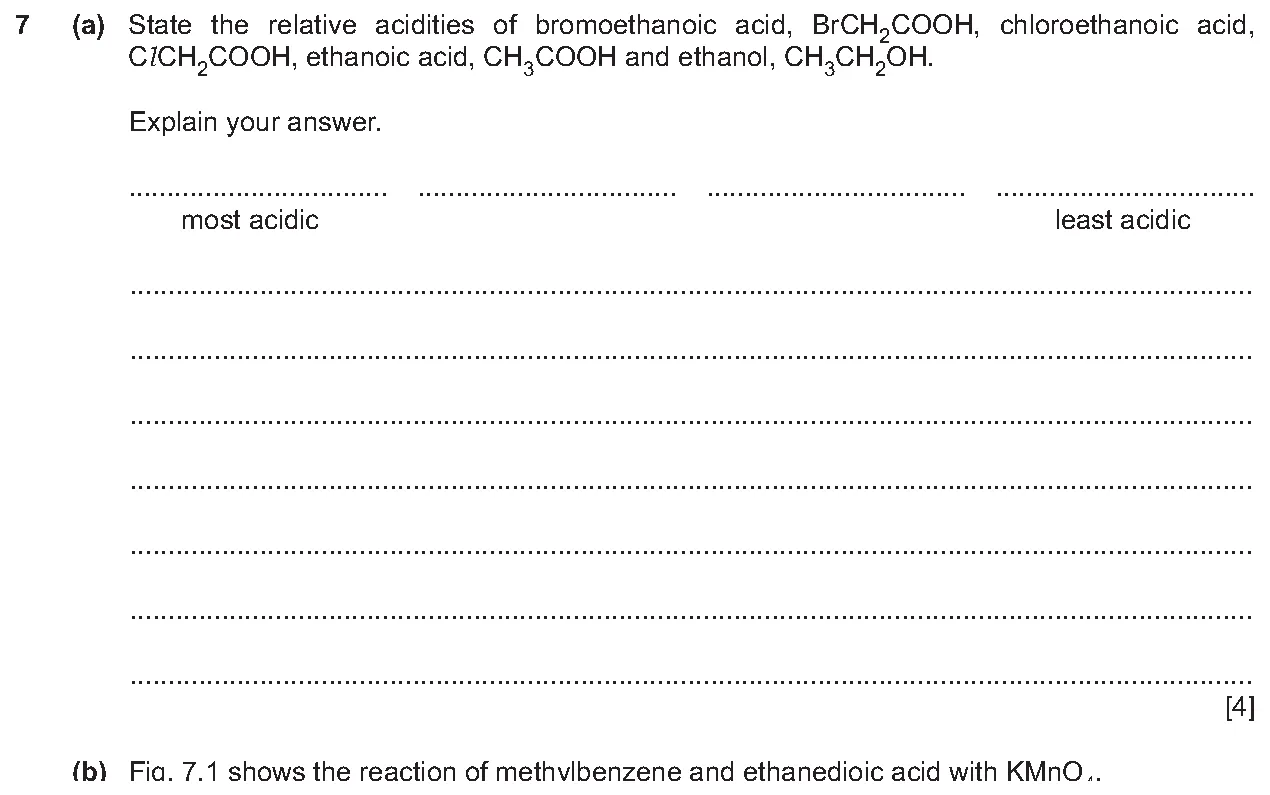 7 (a) State the relative acidities of bromoethanoic acid, BrCH₂COOH, chloroethanoic acid,
ClCH₂COOH, ethanoic acid, CH₃COOH and ethanol, CH₃CH₂OH.
Explain your answer.
.................................. .................................. .................................. ..................................
most acidic least acidic
..................................................................................................................................................
..................................................................................................................................................
..................................................................................................................................................
..................................................................................................................................................
..................................................................................................................................................
..................................................................................................................................................
..................................................................................................................................................
[4]
(b) Fig. 7.1 shows the reaction of methylbenzene and ethanedioic acid with KMnO₄.